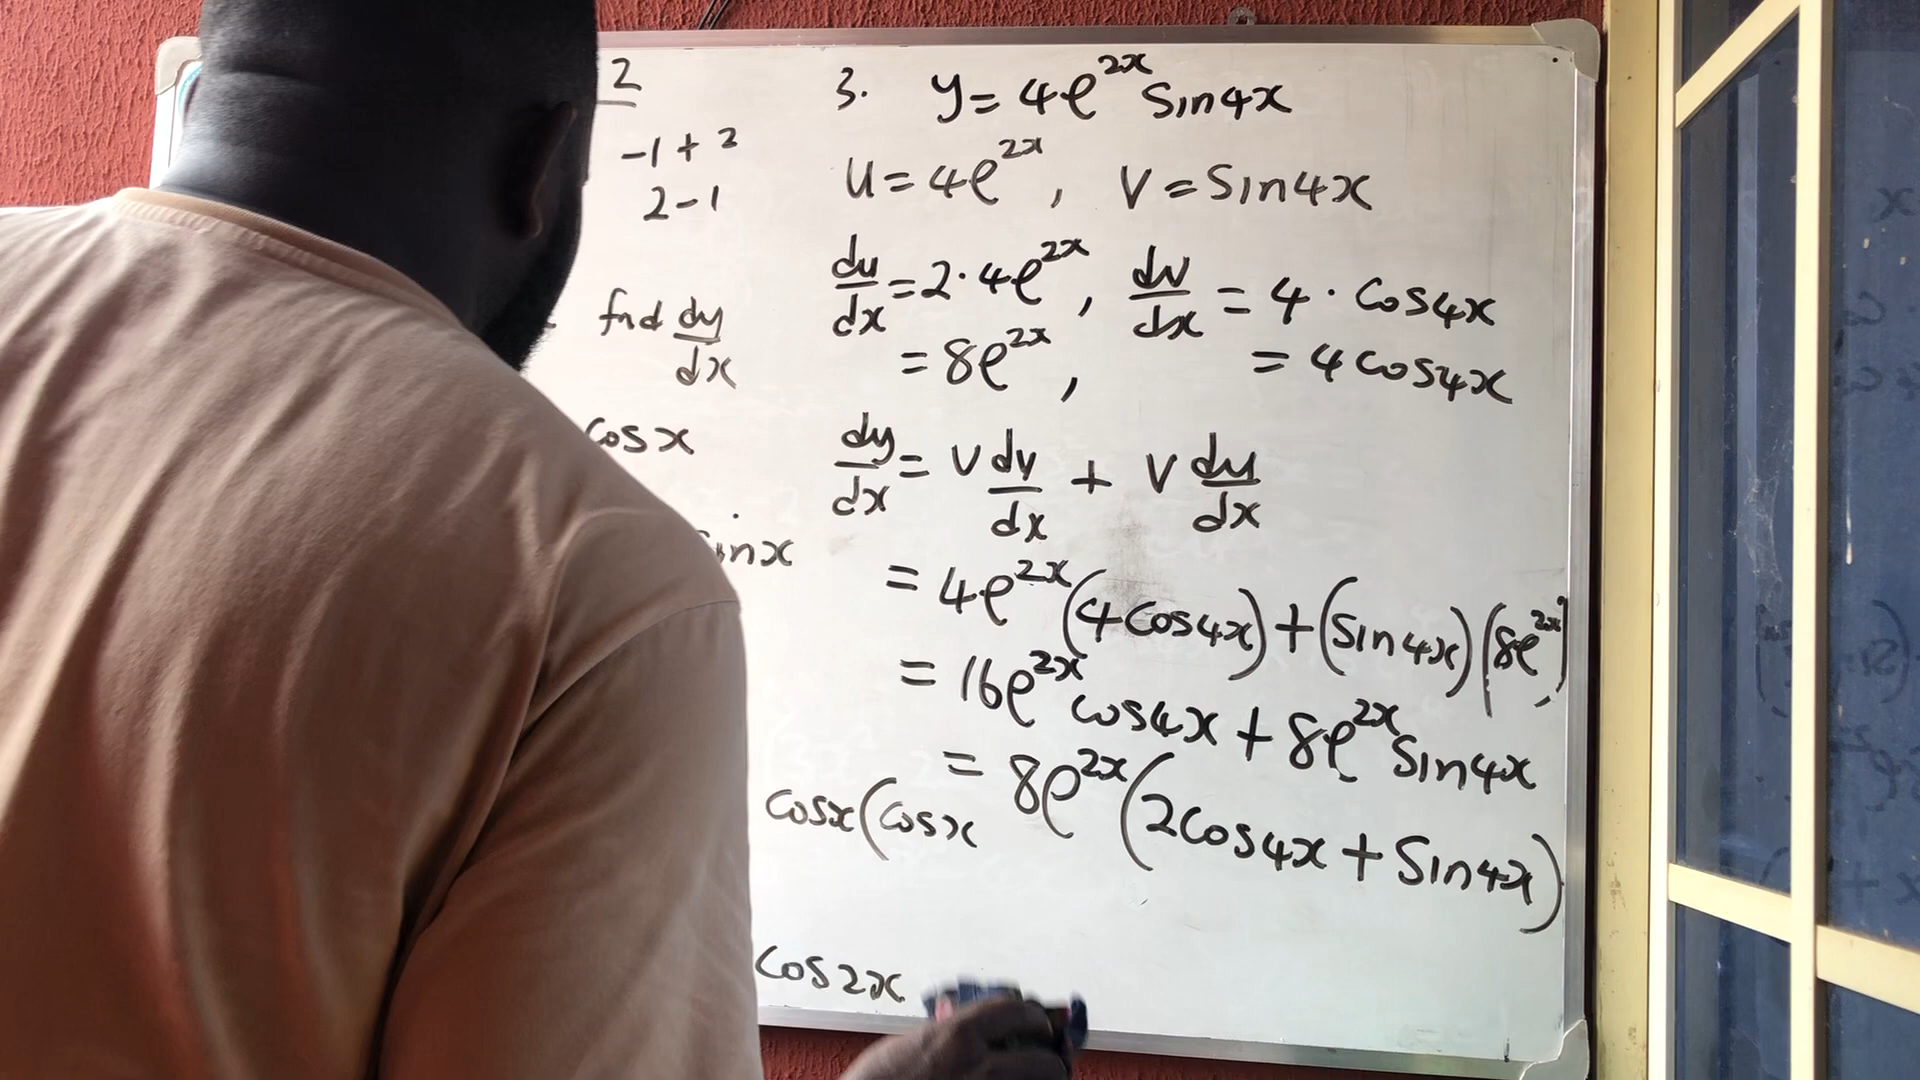 2
-1 + 2
2-1
find dy/dx
cosx
sinx
cosx(cosx
cos2x
3. y = 4e^2x sin4x
u = 4e^2x, v = sin4x
du/dx = 2·4e^2x, dv/dx = 4·cos4x
= 8e^2x, = 4cos4x
dy/dx = v dv/dx + v du/dx
= 4e^2x(4cos4x) + (sin4x)(8e^2x)
= 16e^2x cos4x + 8e^2x sin4x
= 8e^2x(2cos4x + sin4x)